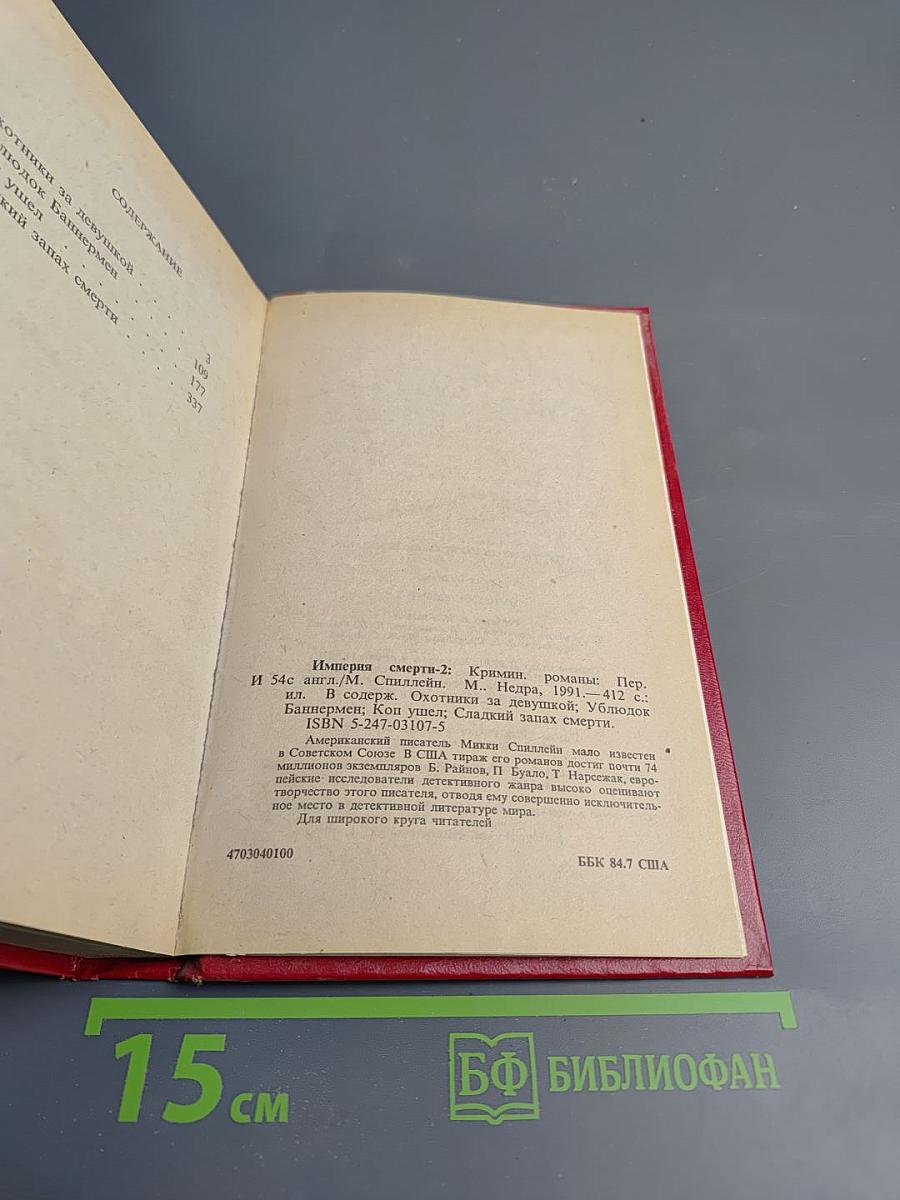 СОДЕРЖАНИЕ
за девушкой . .
Баннермен . . . .
ушел . . . . . .
запах смерти . . . .
3
109
177
337
Империя смерти-2: Кримин. романы: Пер.
И 54с англ./М. Спиллейн. М.. Недра, 1991.—412 с.:
ил. В содерж. Охотники за девушкой; Ублюдок
Баннермен; Коп ушел; Сладкий запах смерти.
ISBN 5-247-03107-5
Американский писатель Микки Спиллейн мало известен
в Советском Союзе В США тираж его романов достиг почти 74
миллионов экземпляров Б. Райнов, П Буало, Т Нарсежак, евро-
пейские исследователи детективного жанра высоко оценивают
творчество этого писателя, отводя ему совершенно исключитель-
ное место в детективной литературе мира.
Для широкого круга читателей
4703040100
ББК 84.7 США
15 см
БФ БИБЛИОФАН